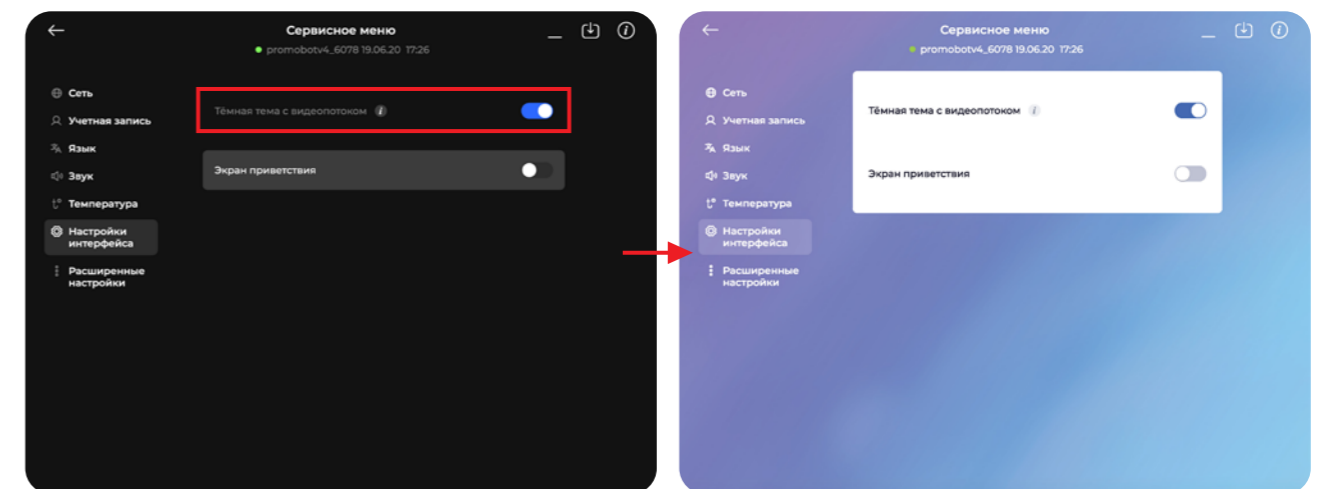 Сервисное меню
promobotv4_6078 19.06.20 17:26
Сеть
Учетная запись
Язык
Звук
Температура
Настройки
интерфейса
Расширенные
настройки
Тёмная тема с видеопотоком
Экран приветствия
Сервисное меню
promobotv4_6078 19.06.20 17:26
Сеть
Учетная запись
Язык
Звук
Температура
Настройки
интерфейса
Расширенные
настройки
Тёмная тема с видеопотоком
Экран приветствия